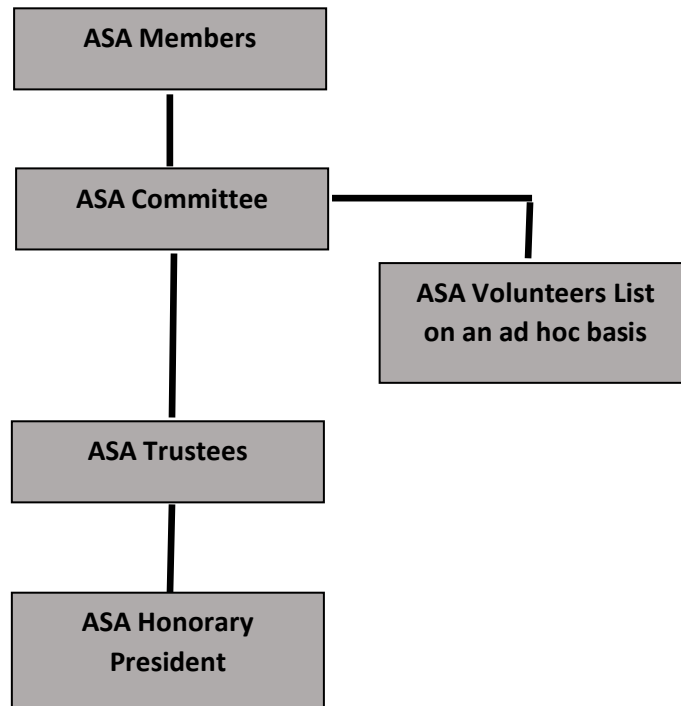 ASA Members
ASA Committee
ASA Volunteers List
on an ad hoc basis
ASA Trustees
ASA Honorary
President